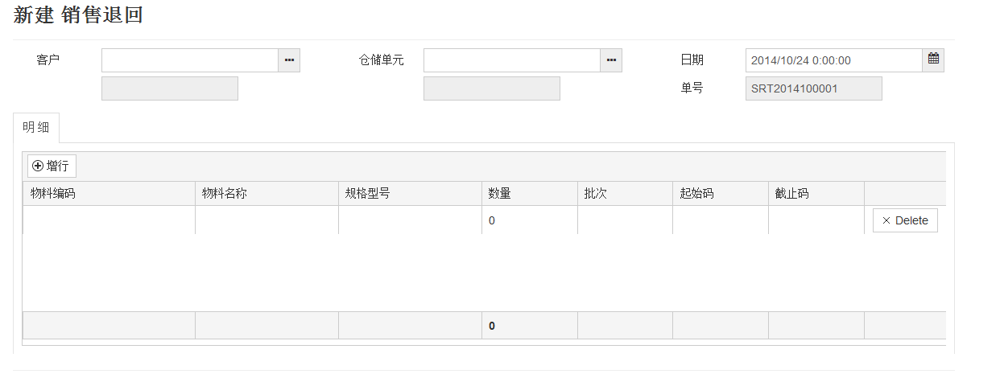 新建 销售退回
客户 ... 仓储单元 ... 日期 2014/10/24 0:00:00
单号 SRT2014100001
明细
增行
物料编码 物料名称 规格型号 数量 批次 起始码 截止码
0 × Delete
0